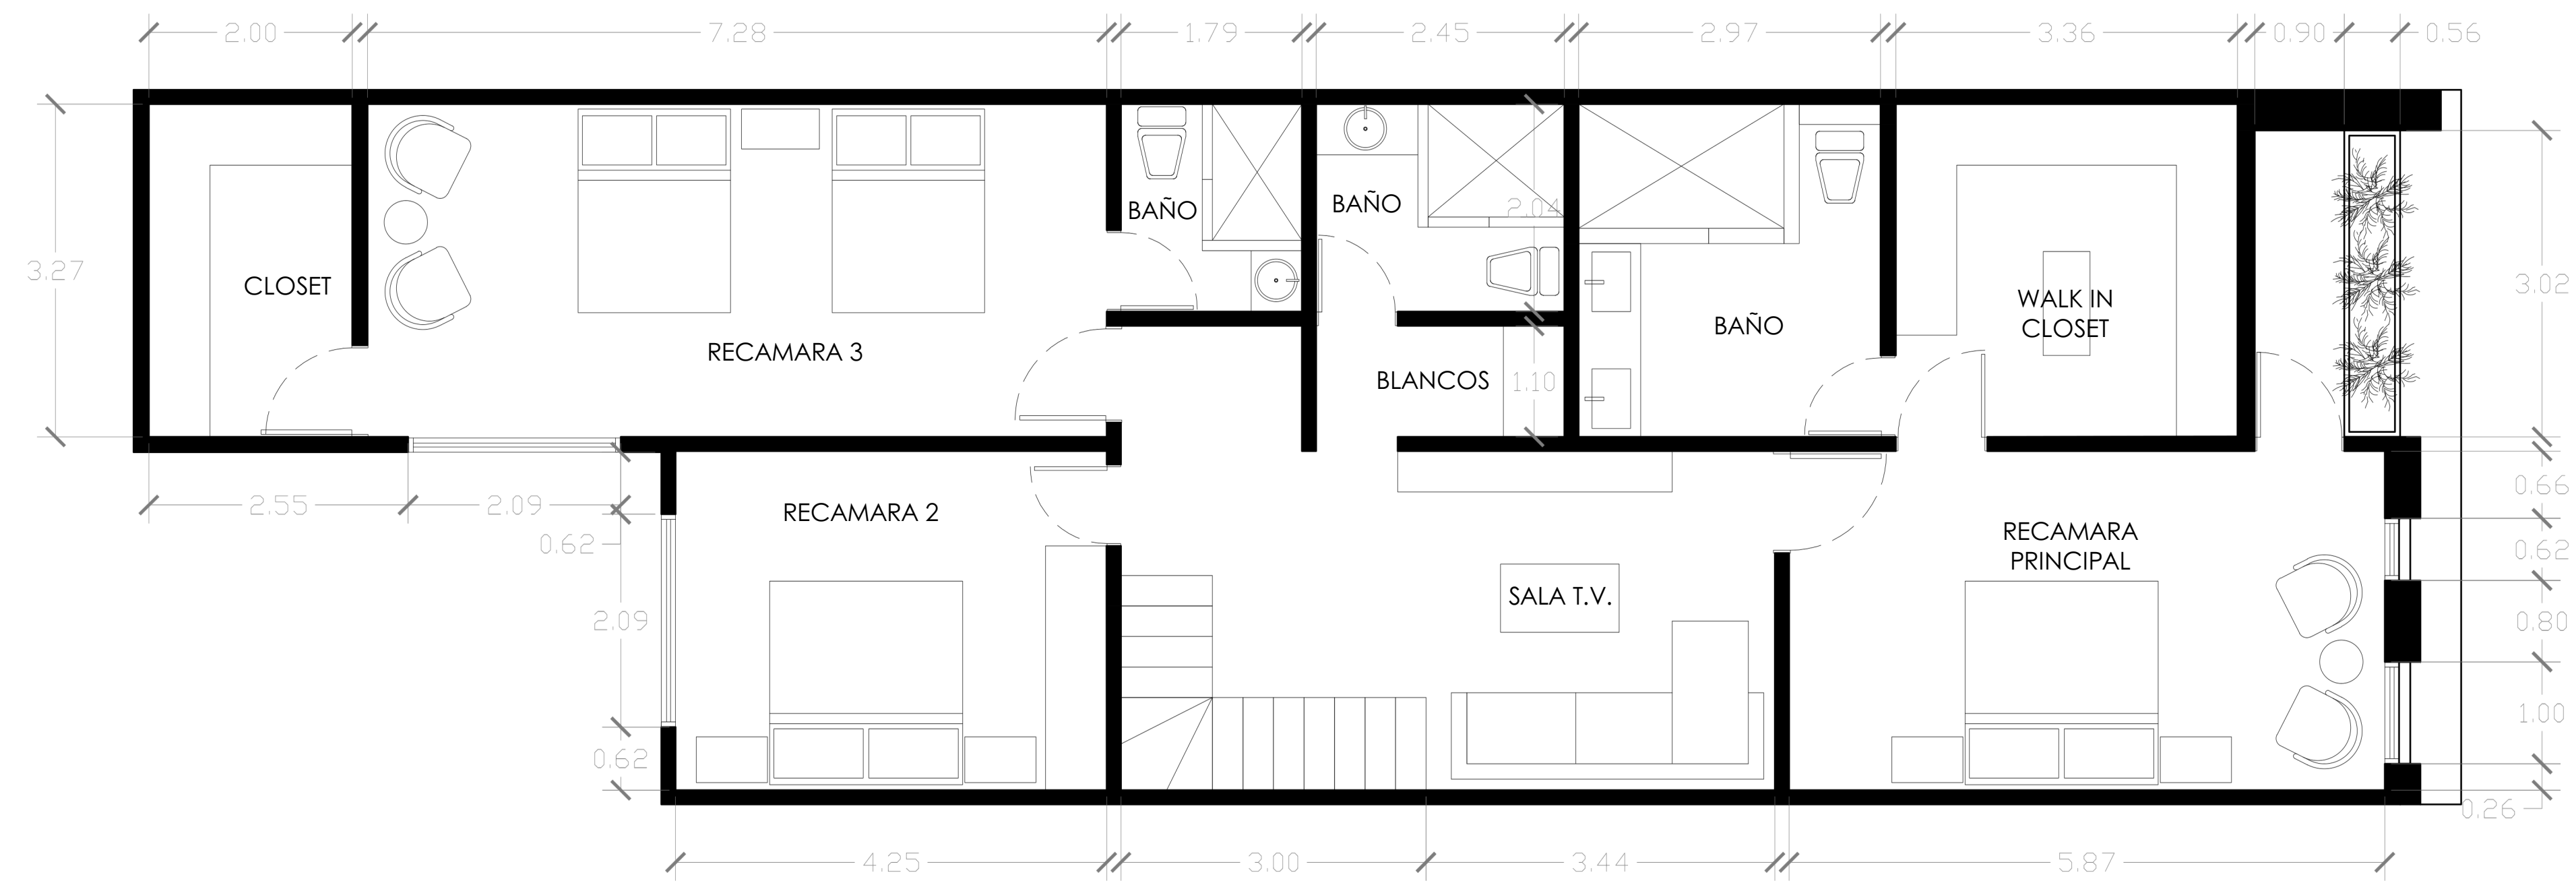 2.00
7.28
1.79
2.45
2.97
3.36
0.90
0.56
BAÑO
BAÑO
2.04
3.27
CLOSET
3.02
WALK IN
CLOSET
BAÑO
RECAMARA 3
BLANCOS
1.10
2.55
2.09
RECAMARA 2
0.66
0.62
RECAMARA
PRINCIPAL
0.62
SALA T.V.
2.09
0.80
1.00
0.62
0.26
4.25
3.00
3.44
5.87